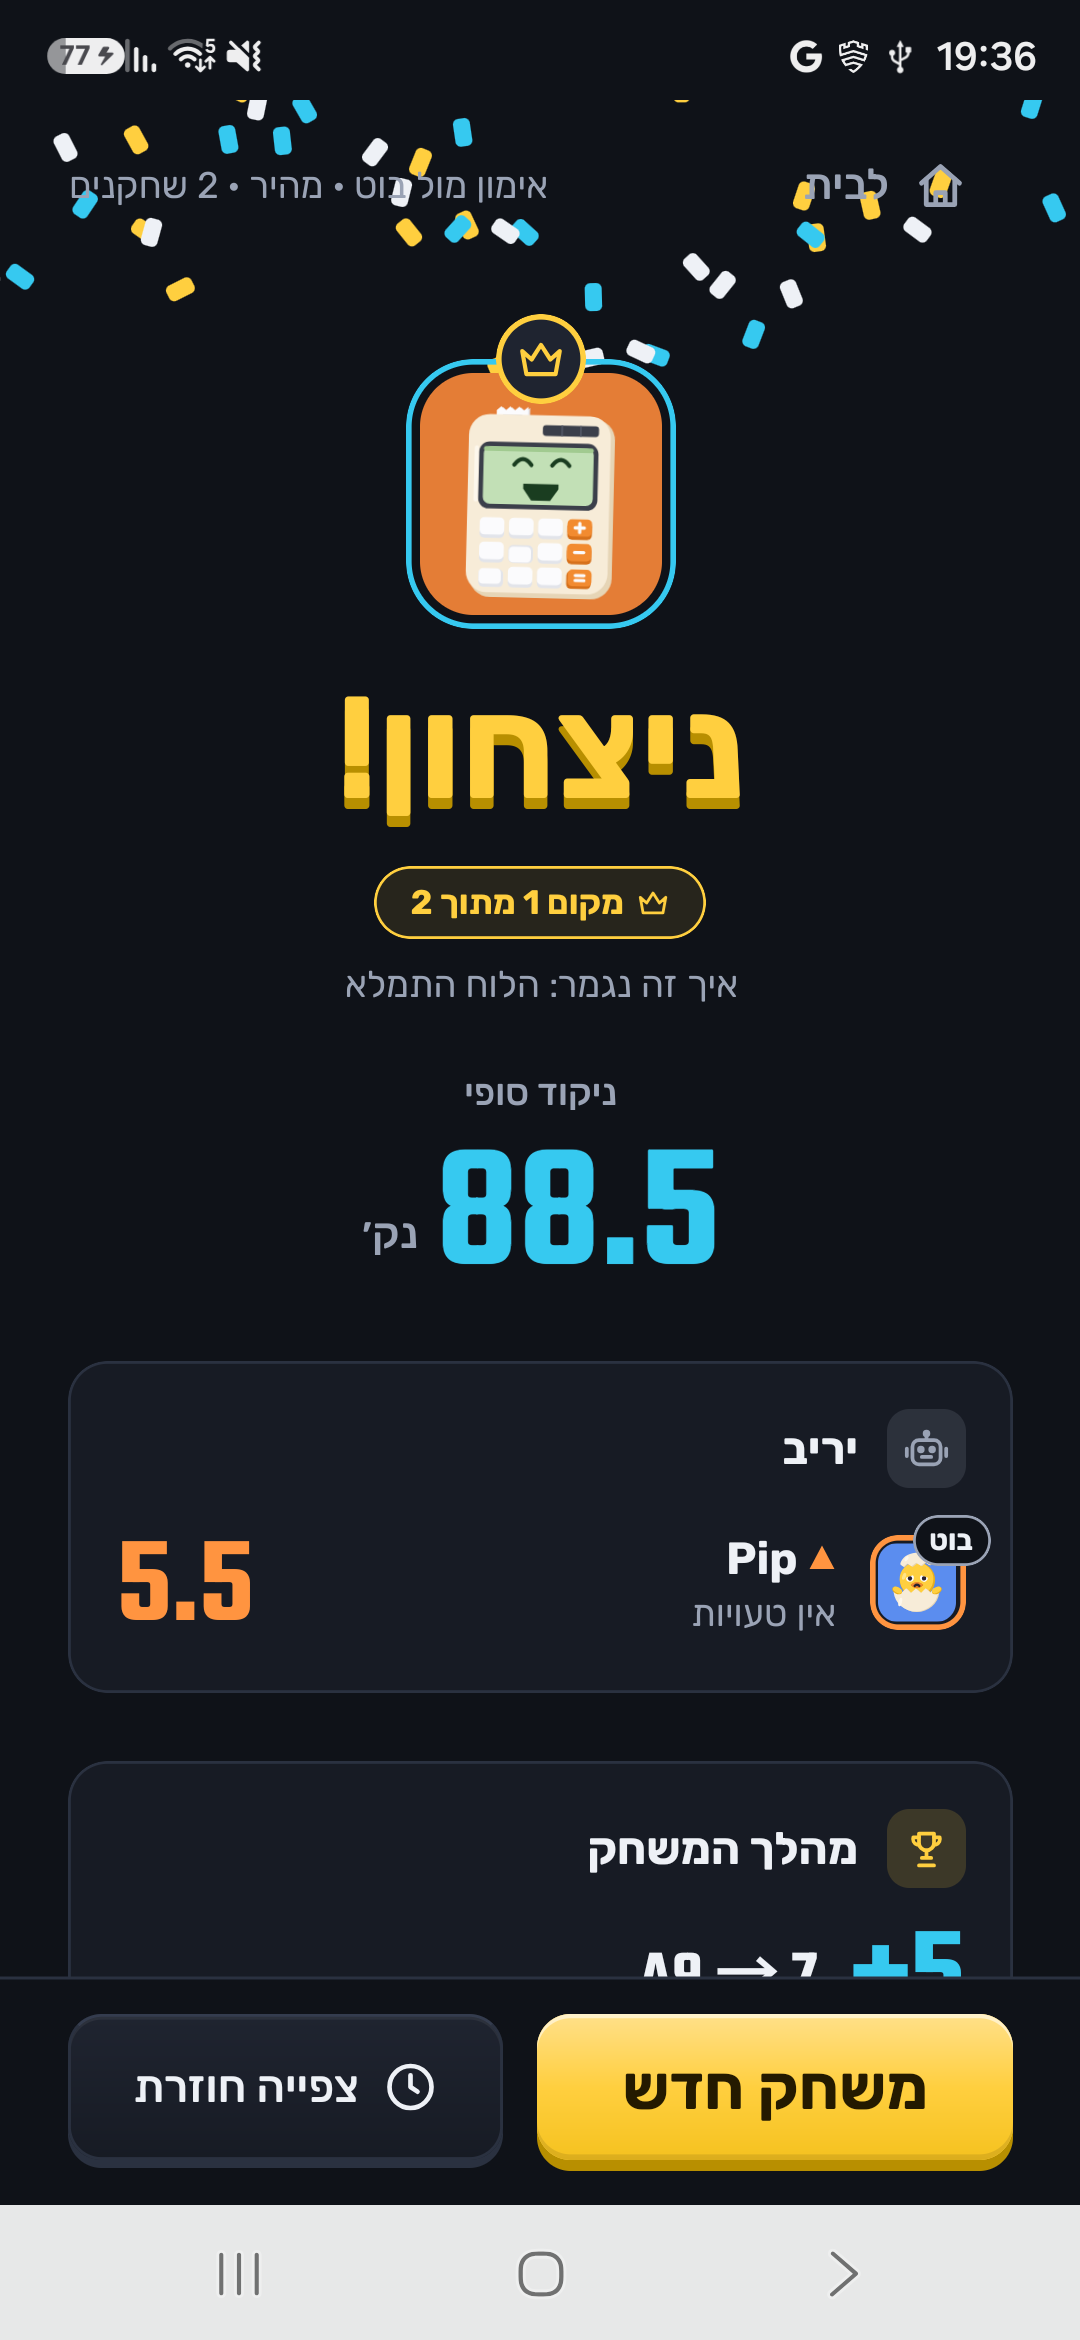 77
5
19:36
לבית
אימון מול בוט • מהיר • 2 שחקנים
ניצחון!
מקום 1 מתוך 2
איך זה נגמר: הלוח התמלא
ניקוד סופי
88.5 נק׳
יריב
בוט
Pip
5.5
אין טעויות
מהלך המשחק
+5
משחק חדש
צפייה חוזרת